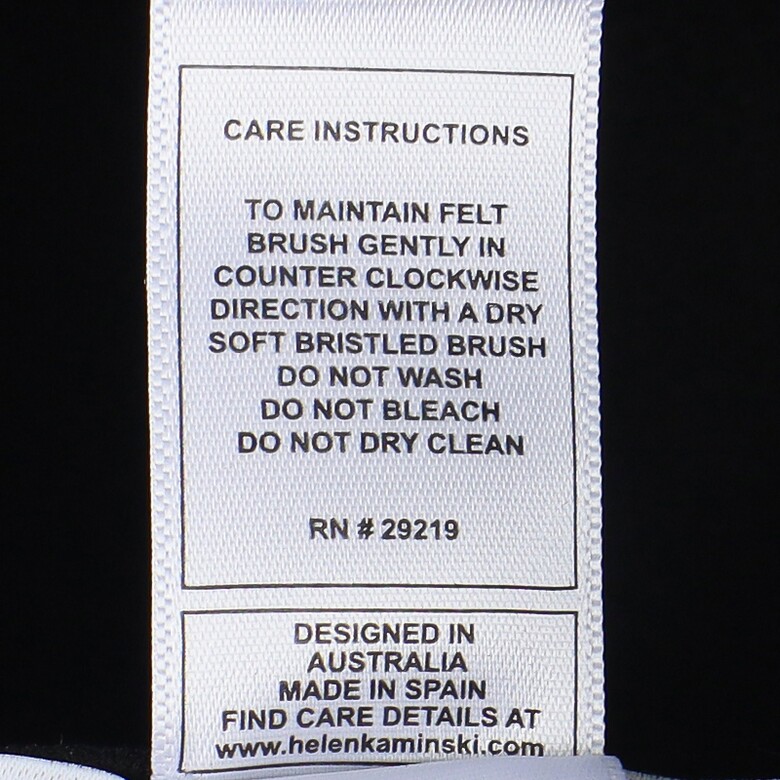 CARE INSTRUCTIONS
TO MAINTAIN FELT
BRUSH GENTLY IN
COUNTER CLOCKWISE
DIRECTION WITH A DRY
SOFT BRISTLED BRUSH
DO NOT WASH
DO NOT BLEACH
DO NOT DRY CLEAN
RN # 29219
DESIGNED IN
AUSTRALIA
MADE IN SPAIN
FIND CARE DETAILS AT
www.helenkaminski.com